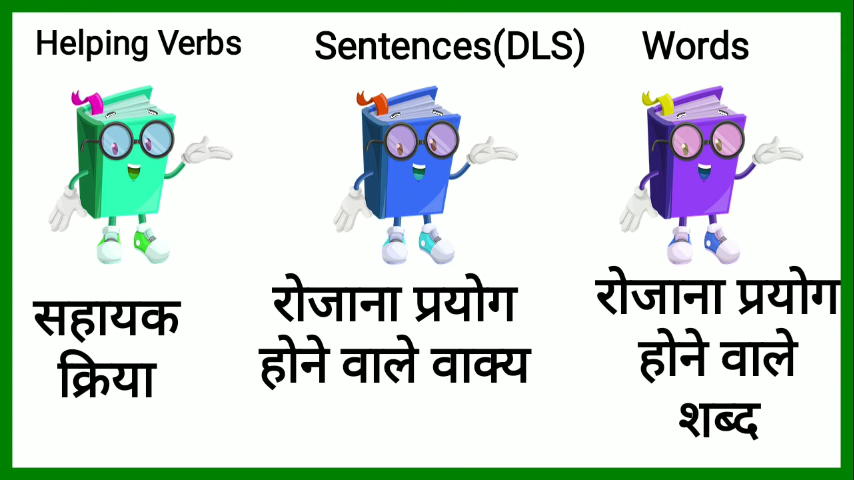 Helping Verbs
Sentences(DLS)
Words
सहायक
क्रिया
रोजाना प्रयोग
होने वाले वाक्य
रोजाना प्रयोग
होने वाले
शब्द